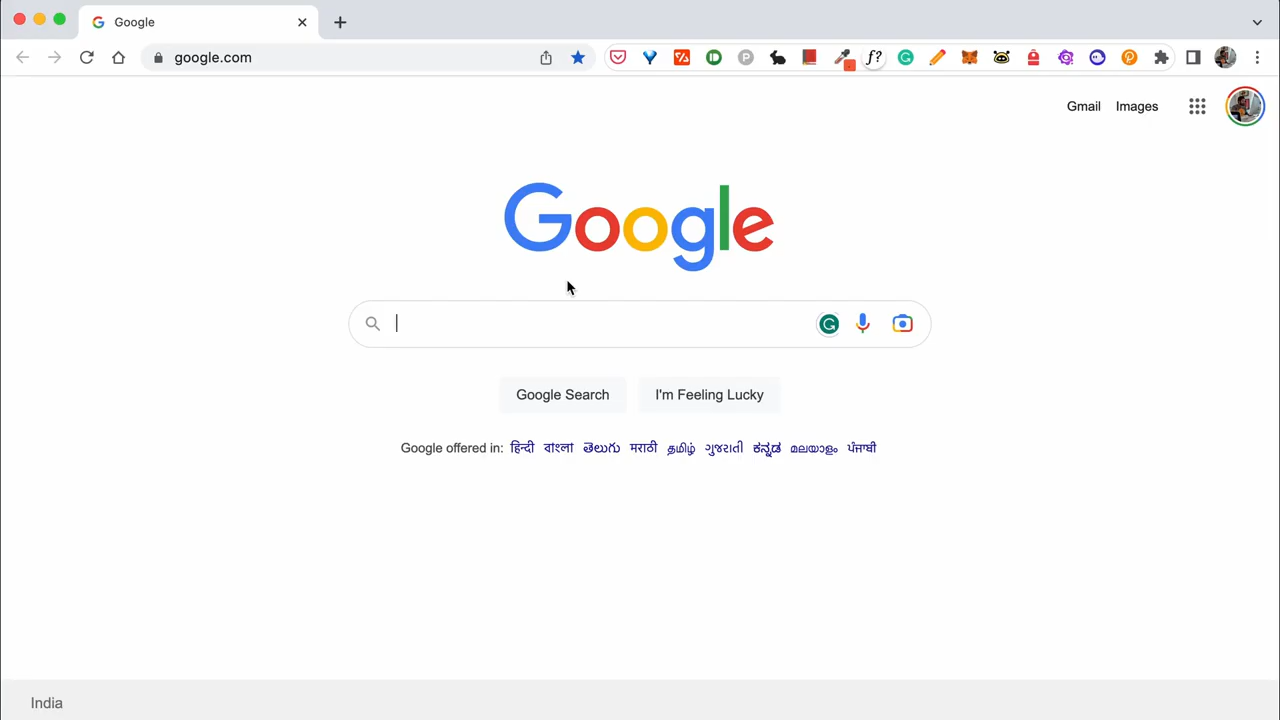 Google
google.com
Gmail Images
Google
Google Search I'm Feeling Lucky
Google offered in: हिन्दी বাংলা తెలుగు मराठी தமிழ் ગુજરાતી ಕನ್ನಡ മലയാളം ਪੰਜਾਬੀ
India